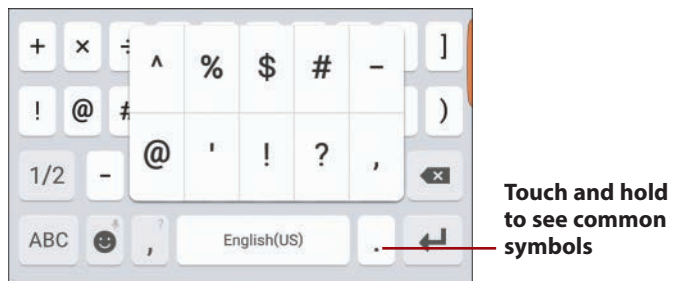 + × ÷ ^ % $ # - ]
! @ # @ ' ! ? , )
1/2 -
ABC , ? English(US) .
Touch and hold
to see common
symbols